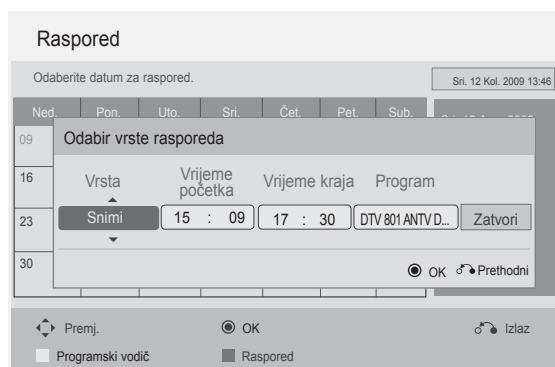 Raspored
Odaberite datum za raspored.
Sri. 12 Kol. 2009 13:46
Ned. Pon. Uto. Sri. Čet. Pet. Sub.
09
Odabir vrste rasporeda
16
Vrsta Vrijeme početka Vrijeme kraja Program
23
Snimi 15 : 09 17 : 30 DTV 801 ANTV D... Zatvori
30
OK Prethodni
Premj. OK Izlaz
Programski vodič Raspored